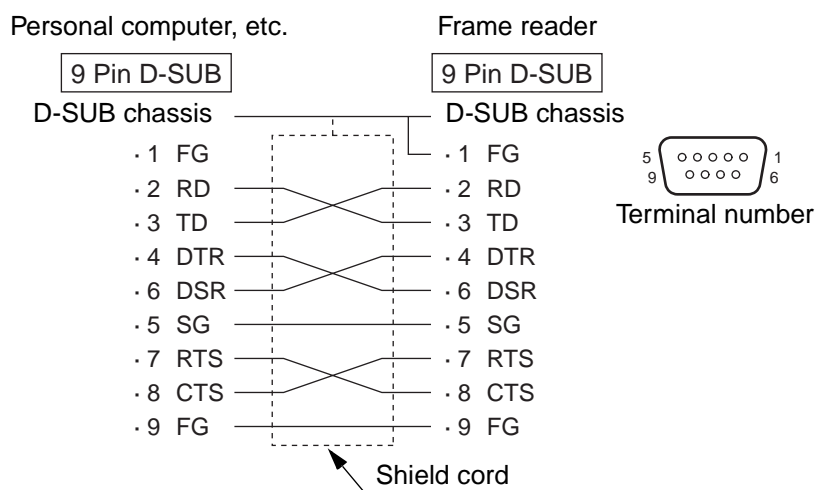 Personal computer, etc. Frame reader
9 Pin D-SUB 9 Pin D-SUB
D-SUB chassis D-SUB chassis
· 1 FG · 1 FG
· 2 RD · 2 RD
· 3 TD · 3 TD
· 4 DTR · 4 DTR
· 6 DSR · 6 DSR
· 5 SG · 5 SG
· 7 RTS · 7 RTS
· 8 CTS · 8 CTS
· 9 FG · 9 FG
Shield cord
5 1
9 6
Terminal number